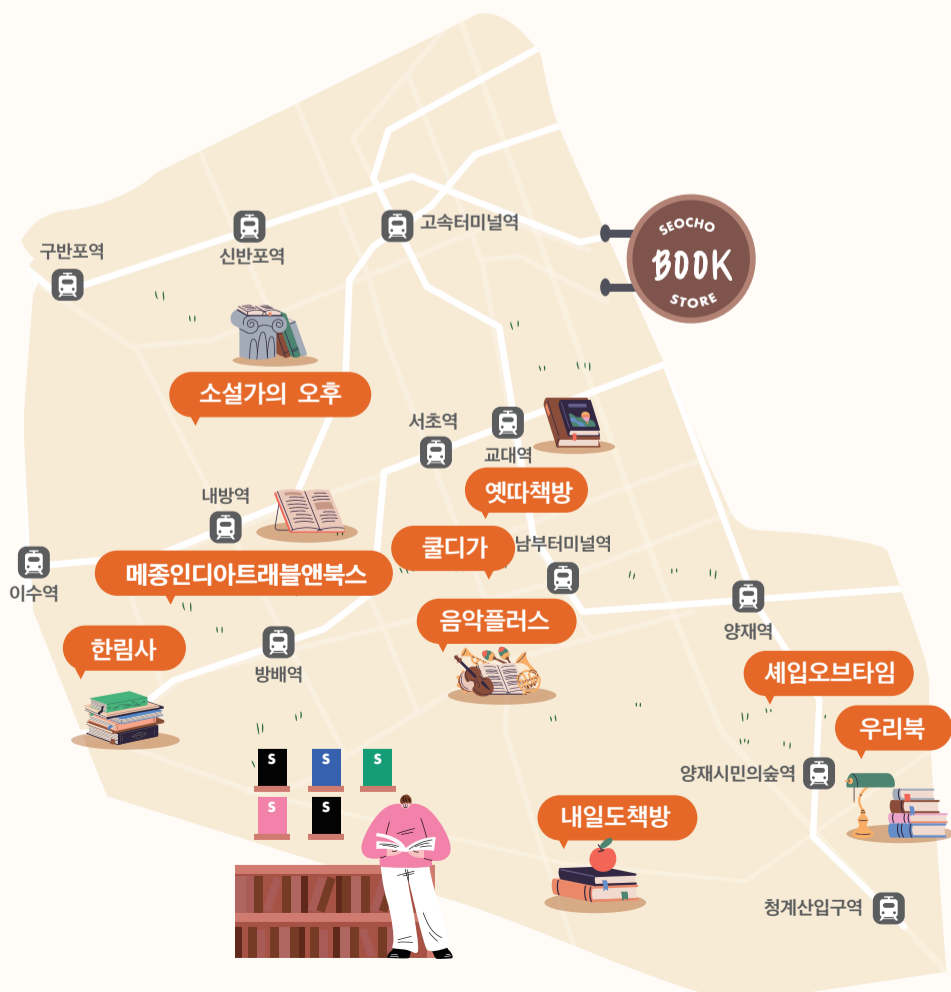 SEOCHO
BOOK
STORE
고속터미널역
구반포역
신반포역
소설가의 오후
서초역
교대역
옛따책방
내방역
쿨디가
남부터미널역
메종인디아트래블앤북스
이수역
음악플러스
양재역
한림사
방배역
셰입오브타임
우리북
양재시민의숲역
S
S
S
S
S
내일도책방
청계산입구역